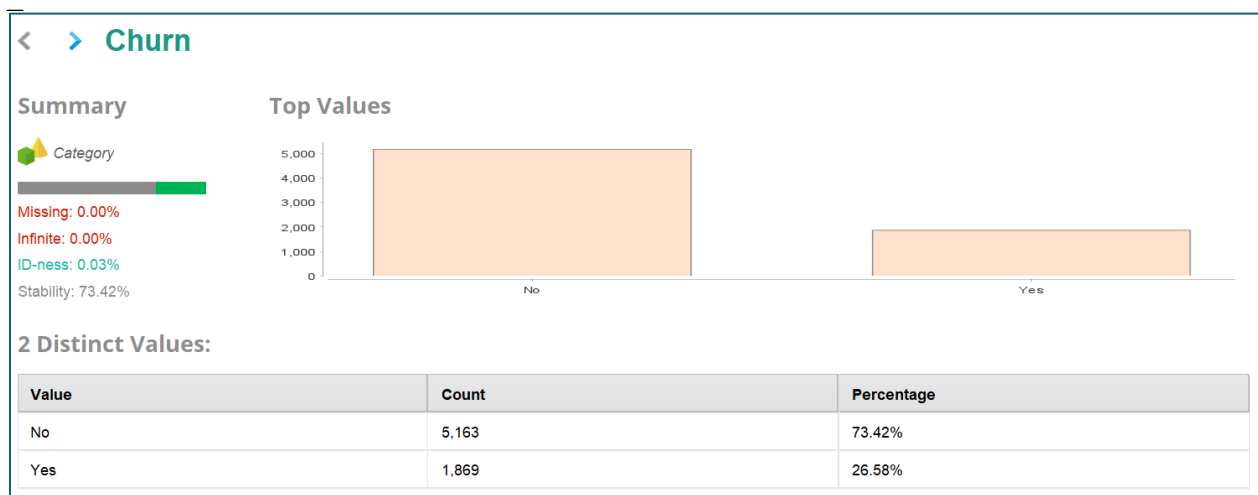 Churn
Summary
Top Values
Category
Missing: 0.00%
Infinite: 0.00%
ID-ness: 0.03%
Stability: 73.42%
5,000
4,000
3,000
2,000
1,000
0
No Yes
2 Distinct Values:
Value Count Percentage
No 5,163 73.42%
Yes 1,869 26.58%